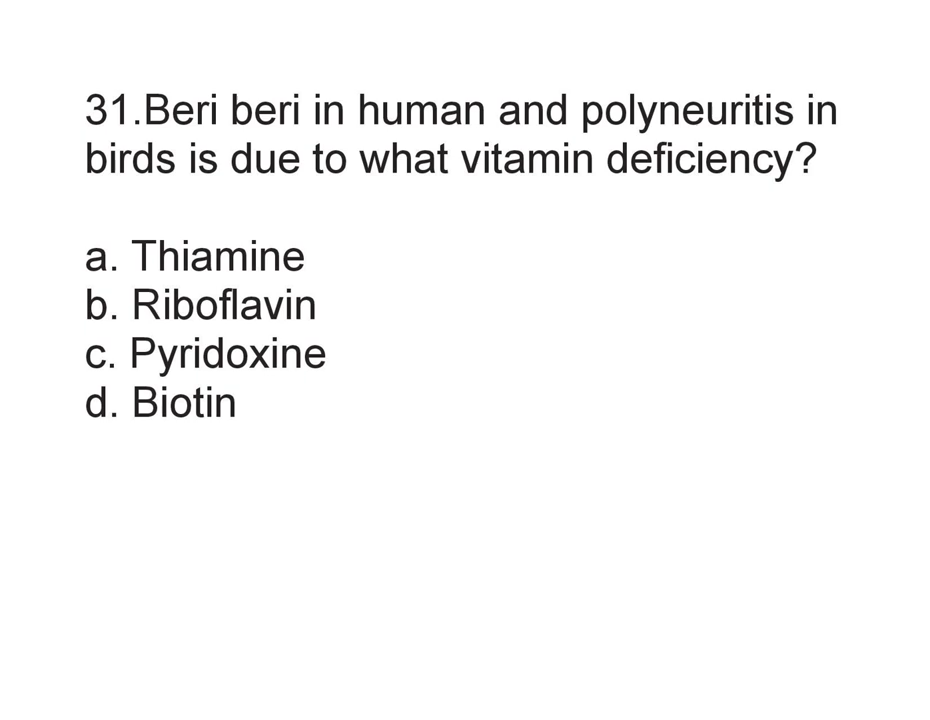 31.Beri beri in human and polyneuritis in
birds is due to what vitamin deficiency?
a. Thiamine
b. Riboflavin
c. Pyridoxine
d. Biotin